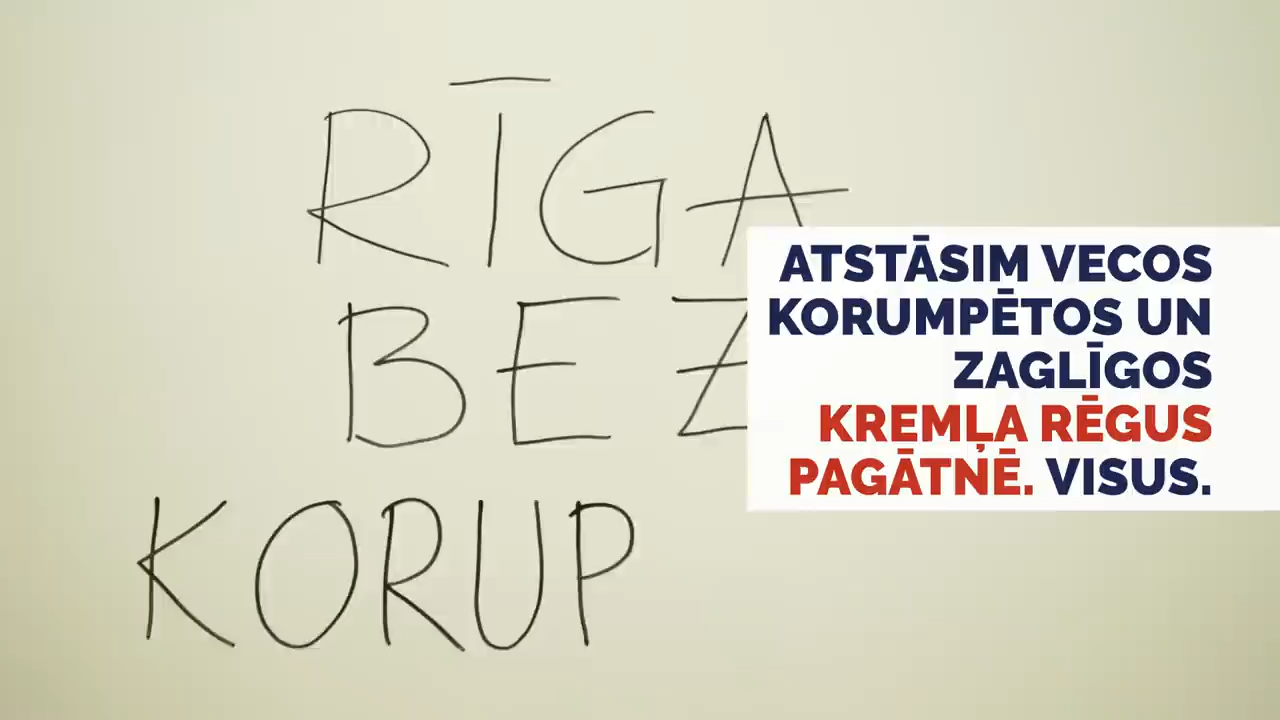 RĪGA
BEZ
KORUP
ATSTĀSIM VECOS
KORUMPĒTOS UN
ZAGLĪGOS
KREMĻA RĒGUS
PAGĀTNĒ. VISUS.